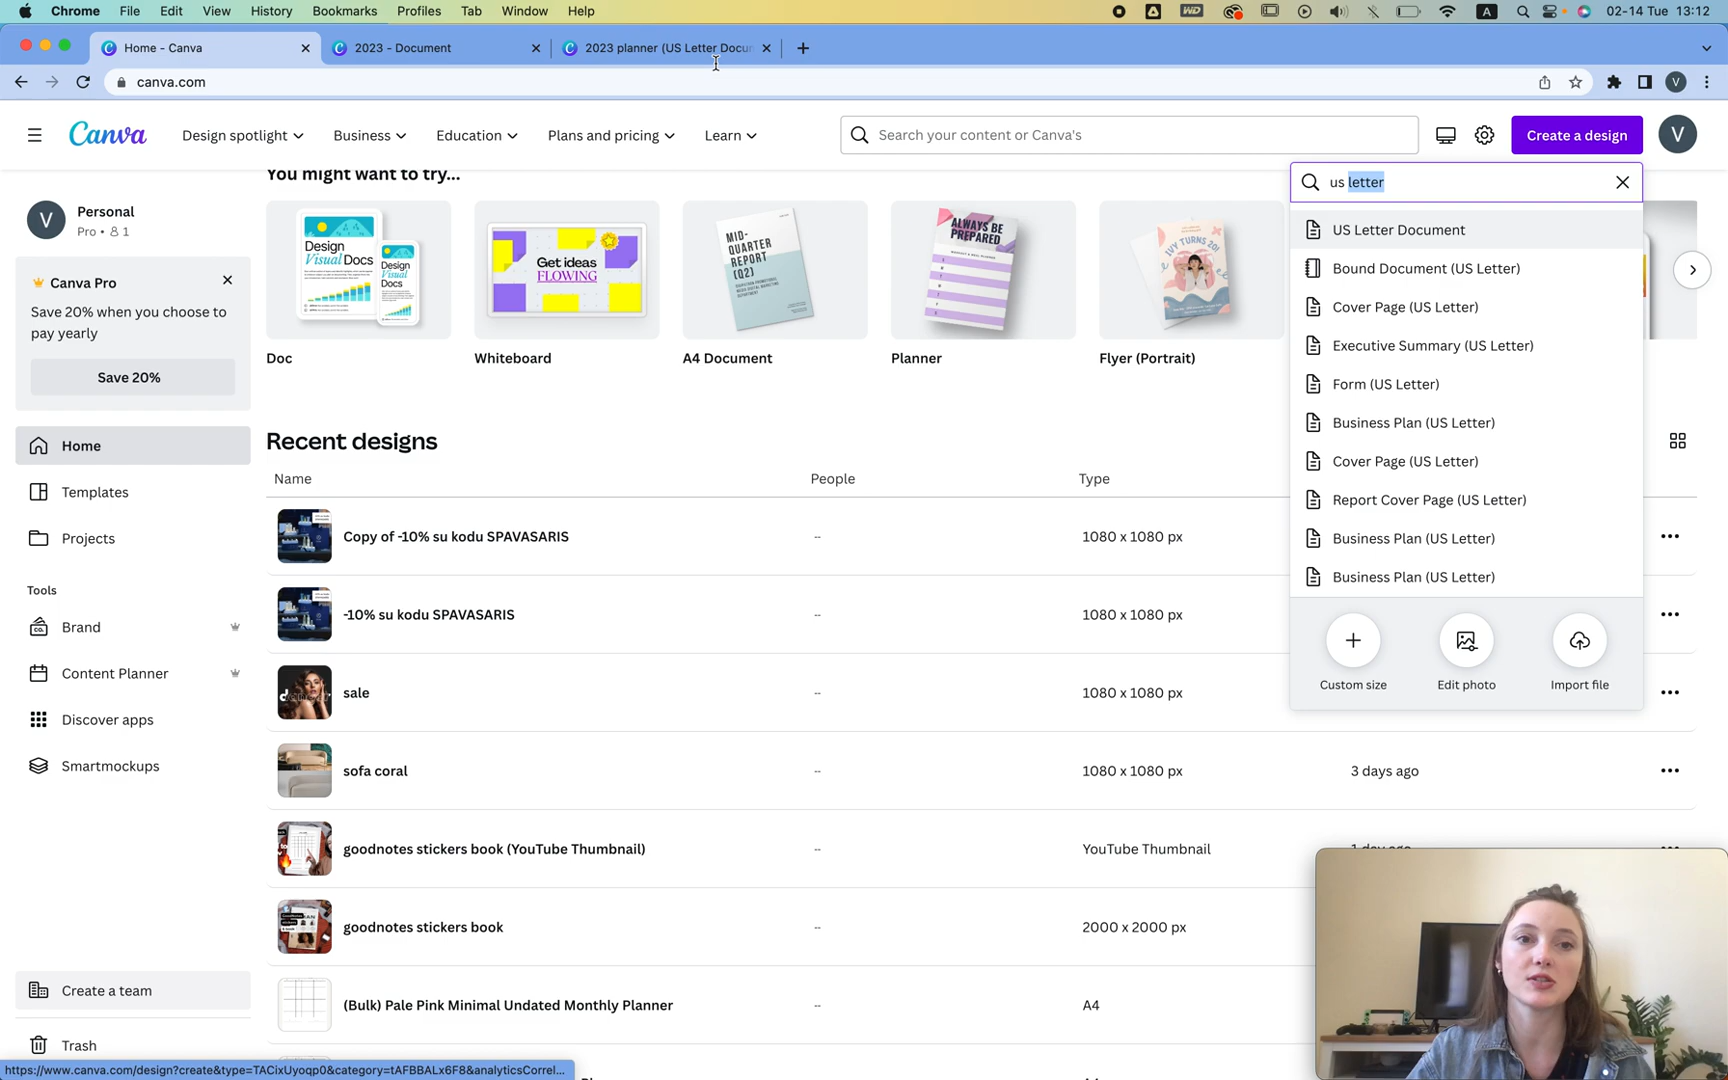 Chrome File Edit View History Bookmarks Profiles Tab Window Help A 02-14 Tue 13:12
Home - Canva 2023 - Document 2023 planner (US Letter Docu
canva.com V
Canva Design spotlight Business Education Plans and pricing Learn Search your content or Canva's Create a design V
You might want to try...
us letter
V Personal
Pro • 1
Canva Pro
Save 20% when you choose to
pay yearly
Save 20%
Home
Templates
Projects
Tools
Brand
Content Planner
Discover apps
Smartmockups
Create a team
Trash
Design
Visual
Docs
Get ideas
FLOWING
MID-
QUARTER
REPORT
(Q2)
ALWAYS BE
PREPARED
IVY TURNS 20!
Doc Whiteboard A4 Document Planner Flyer (Portrait)
US Letter Document
Bound Document (US Letter)
Cover Page (US Letter)
Executive Summary (US Letter)
Form (US Letter)
Business Plan (US Letter)
Cover Page (US Letter)
Report Cover Page (US Letter)
Business Plan (US Letter)
Business Plan (US Letter)
Custom size Edit photo Import file
Recent designs
Name People Type
Copy of -10% su kodu SPAVASARIS -- 1080 x 1080 px
-10% su kodu SPAVASARIS -- 1080 x 1080 px
sale -- 1080 x 1080 px
sofa coral -- 1080 x 1080 px 3 days ago
goodnotes stickers book (YouTube Thumbnail) -- YouTube Thumbnail 1 day ago
goodnotes stickers book -- 2000 x 2000 px
(Bulk) Pale Pink Minimal Undated Monthly Planner -- A4
https://www.canva.com/design?create&type=TACixUyoqp0&category=tAFBBALx6F8&analyticsCorrel...